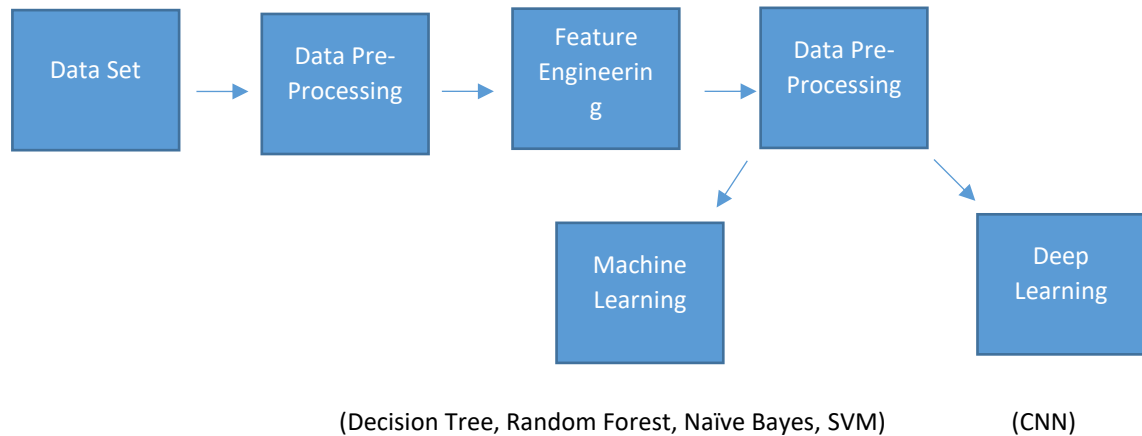 Data Set
Data Pre-
Processing
Feature
Engineerin
g
Data Pre-
Processing
Machine
Learning
Deep
Learning
(Decision Tree, Random Forest, Naïve Bayes, SVM)
(CNN)